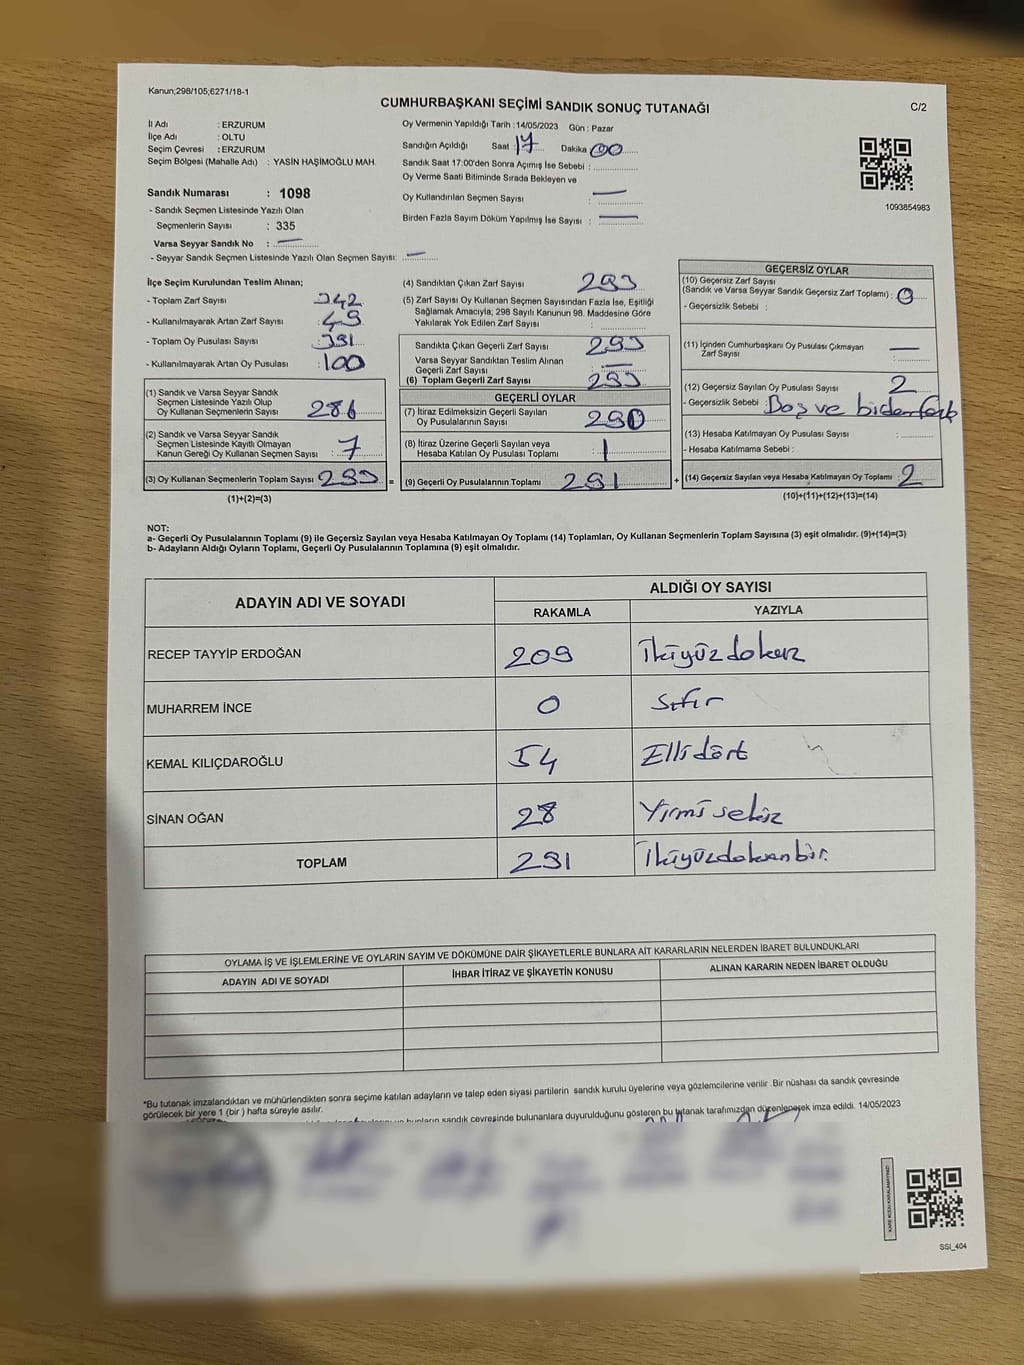 Kanun;298/105;6271/18-1
CUMHURBAŞKANI SEÇİMİ SANDIK SONUÇ TUTANAĞI
C/2
İl Adı : ERZURUM
İlçe Adı : OLTU
Seçim Çevresi : ERZURUM
Seçim Bölgesi (Mahalle Adı) : YASİN HAŞİMOĞLU MAH.
Sandık Numarası : 1098
- Sandık Seçmen Listesinde Yazılı Olan
Seçmenlerin Sayısı : 335
Varsa Seyyar Sandık No : —
- Seyyar Sandık Seçmen Listesinde Yazılı Olan Seçmen Sayısı: —
Oy Vermenin Yapıldığı Tarih : 14/05/2023 Gün : Pazar
Sandığın Açıldığı Saat 17 Dakika 00
Sandık Saat 17:00'den Sonra Açımış İse Sebebi :
Oy Verme Saati Bitiminde Sırada Bekleyen ve
Oy Kullandırılan Seçmen Sayısı : —
Birden Fazla Sayım Döküm Yapılmış İse Sayısı : —
1093854983
İlçe Seçim Kurulundan Teslim Alınan;
- Toplam Zarf Sayısı : 342
- Kullanılmayarak Artan Zarf Sayısı : 49
- Toplam Oy Pusulası Sayısı : 391
- Kullanılmayarak Artan Oy Pusulası : 100
(1) Sandık ve Varsa Seyyar Sandık
Seçmen Listesinde Yazılı Olup
Oy Kullanan Seçmenlerin Sayısı : 286
(2) Sandık ve Varsa Seyyar Sandık
Seçmen Listesinde Kayıtlı Olmayan
Kanun Gereği Oy Kullanan Seçmen Sayısı : 7
(3) Oy Kullanan Seçmenlerin Toplam Sayısı : 293 =
(1)+(2)=(3)
(4) Sandıktan Çıkan Zarf Sayısı 293
(5) Zarf Sayısı Oy Kullanan Seçmen Sayısından Fazla İse, Eşitliği
Sağlamak Amacıyla; 298 Sayılı Kanunun 98. Maddesine Göre
Yakılarak Yok Edilen Zarf Sayısı :
Sandıkta Çıkan Geçerli Zarf Sayısı : 293
Varsa Seyyar Sandıktan Teslim Alınan
Geçerli Zarf Sayısı : —
(6) Toplam Geçerli Zarf Sayısı : 293
GEÇERLİ OYLAR
(7) İtiraz Edilmeksizin Geçerli Sayılan
Oy Pusulalarının Sayısı : 290
(8) İtiraz Üzerine Geçerli Sayılan veya
Hesaba Katılan Oy Pusulası Toplamı : 1
(9) Geçerli Oy Pusulalarının Toplamı : 291 +
GEÇERSİZ OYLAR
(10) Geçersiz Zarf Sayısı
(Sandık ve Varsa Seyyar Sandık Geçersiz Zarf Toplamı) : 0
- Geçersizlik Sebebi :
(11) İçinden Cumhurbaşkanı Oy Pusulası Çıkmayan
Zarf Sayısı : —
(12) Geçersiz Sayılan Oy Pusulası Sayısı : 2
- Geçersizlik Sebebi : Boş ve birden fazla
(13) Hesaba Katılmayan Oy Pusulası Sayısı :
- Hesaba Katılmama Sebebi :
(14) Geçersiz Sayılan veya Hesaba Katılmayan Oy Toplamı : 2
(10)+(11)+(12)+(13)=(14)
NOT:
a- Geçerli Oy Pusulalarının Toplamı (9) ile Geçersiz Sayılan veya Hesaba Katılmayan Oy Toplamı (14) Toplamları, Oy Kullanan Seçmenlerin Toplam Sayısına (3) eşit olmalıdır. (9)+(14)=(3)
b- Adayların Aldığı Oyların Toplamı, Geçerli Oy Pusulalarının Toplamına (9) eşit olmalıdır.
ADAYIN ADI VE SOYADI
ALDIĞI OY SAYISI
RAKAMLA YAZIYLA
RECEP TAYYİP ERDOĞAN 209 İkiyüz dokuz
MUHARREM İNCE 0 Sıfır
KEMAL KILIÇDAROĞLU 54 Elli dört
SİNAN OĞAN 28 Yirmi sekiz
TOPLAM 291 İkiyüzdoksanbir.
OYLAMA İŞ VE İŞLEMLERİNE VE OYLARIN SAYIM VE DÖKÜMÜNE DAİR ŞİKAYETLERLE BUNLARA AİT KARARLARIN NELERDEN İBARET BULUNDUKLARI
ADAYIN ADI VE SOYADI İHBAR İTİRAZ VE ŞİKAYETİN KONUSU ALINAN KARARIN NEDEN İBARET OLDUĞU
*Bu tutanak imzalandıktan ve mühürlendikten sonra seçime katılan adayların ve talep eden siyasi partilerin sandık kurulu üyelerine veya gözlemcilerine verilir .Bir nüshası da sandık çevresinde
görülecek bir yere 1 (bir ) hafta süreyle asılır.
bunların sandık çevresinde bulunanlara duyurulduğunu gösteren bu tutanak tarafımızdan düzenlenerek imza edildi. 14/05/2023
SSI_404